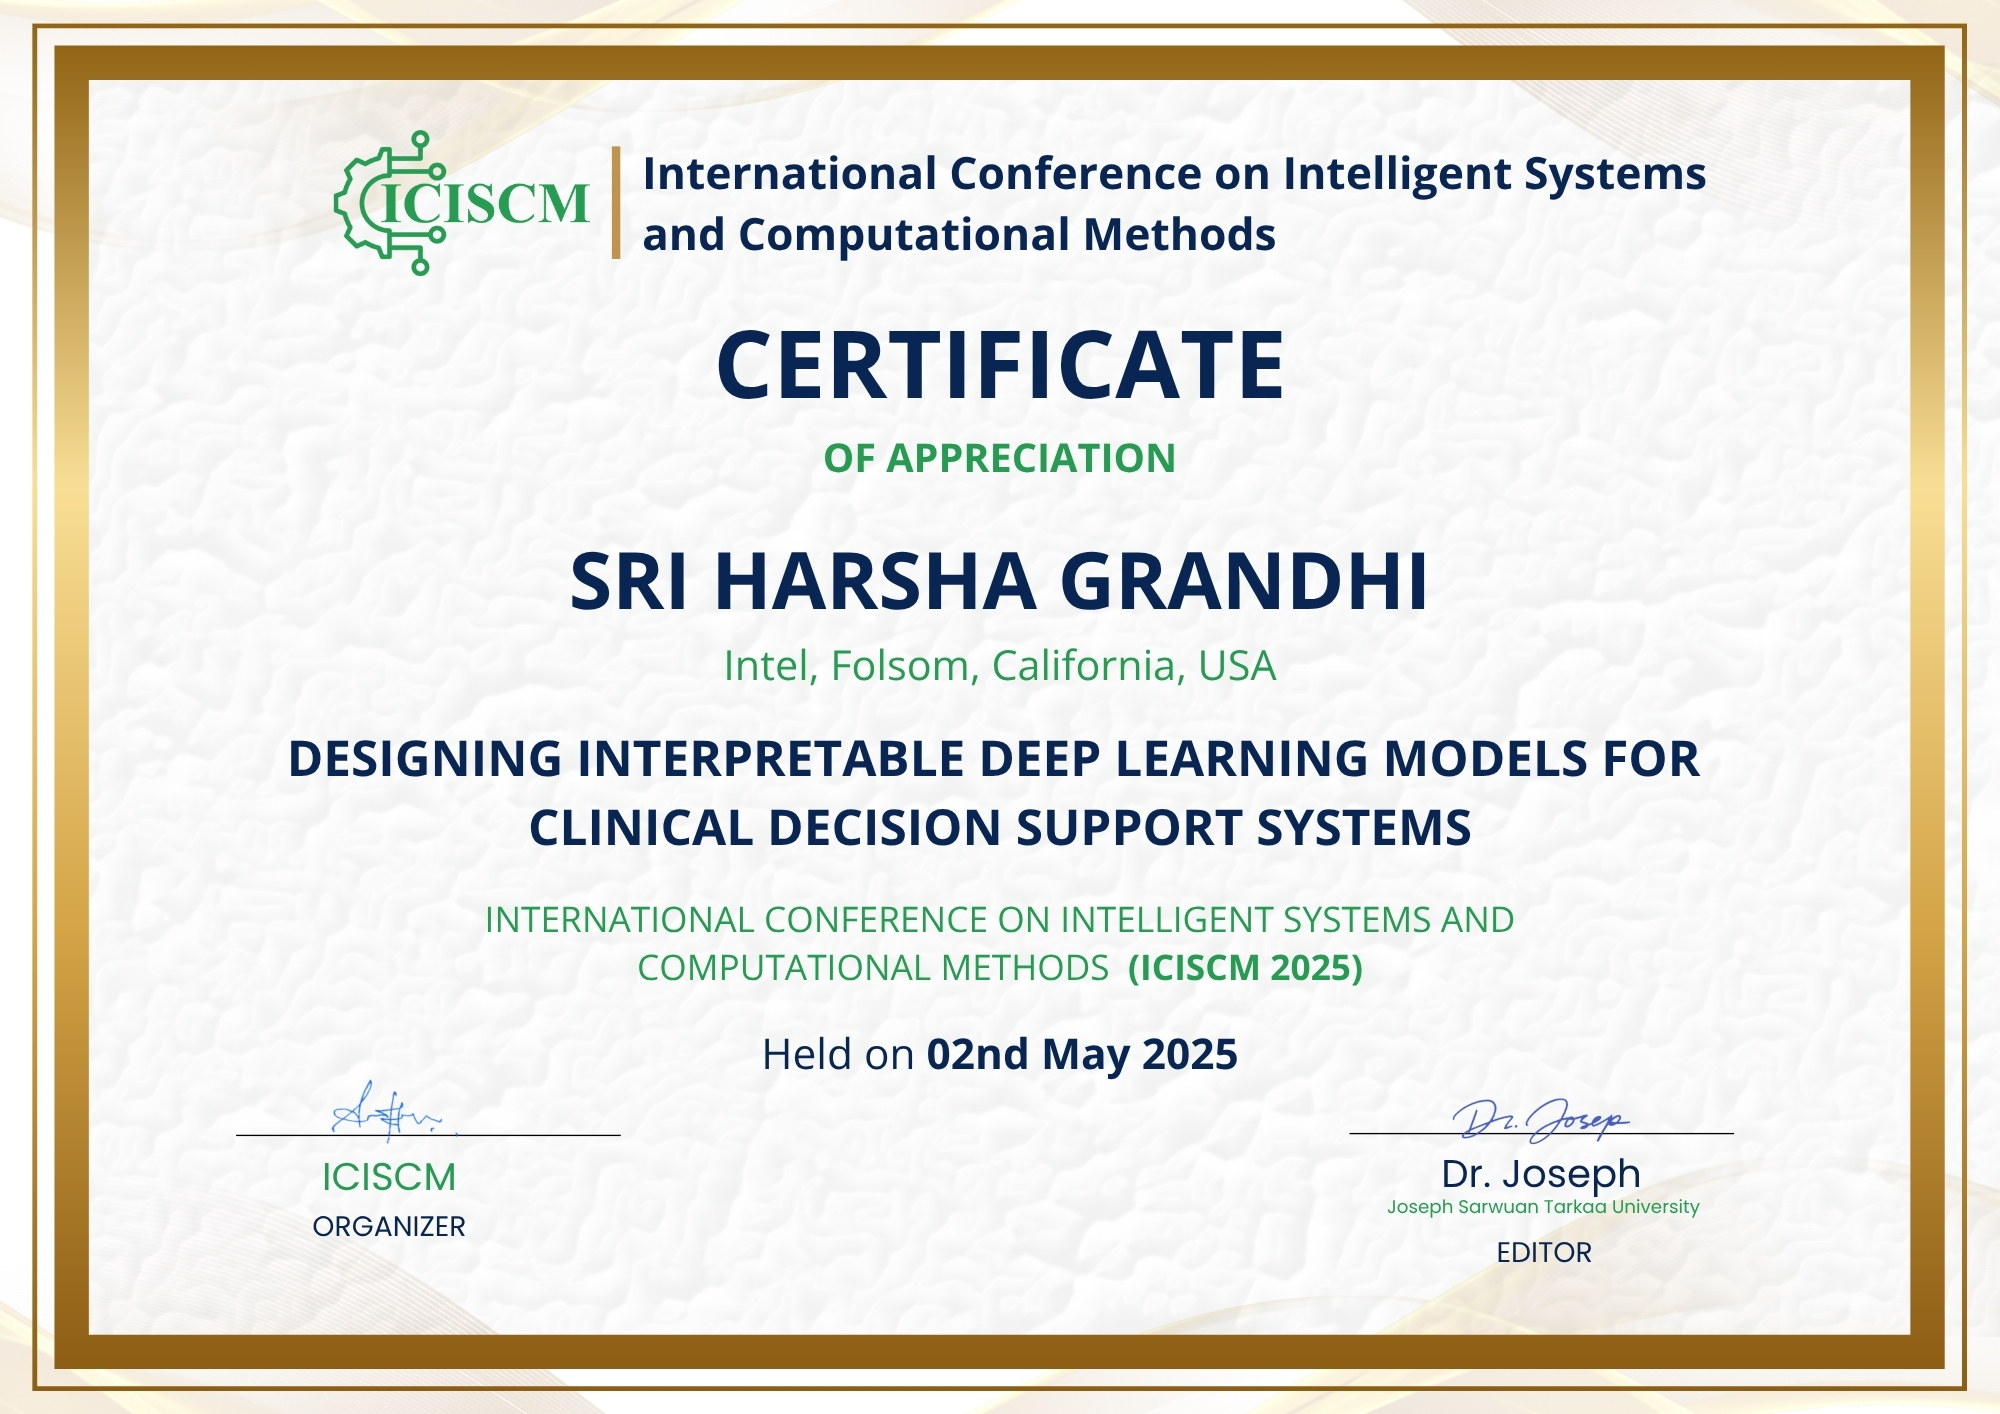 ICISCM
International Conference on Intelligent Systems
and Computational Methods
CERTIFICATE
OF APPRECIATION
SRI HARSHA GRANDHI
Intel, Folsom, California, USA
DESIGNING INTERPRETABLE DEEP LEARNING MODELS FOR
CLINICAL DECISION SUPPORT SYSTEMS
INTERNATIONAL CONFERENCE ON INTELLIGENT SYSTEMS AND
COMPUTATIONAL METHODS (ICISCM 2025)
Held on 02nd May 2025
ICISCM
ORGANIZER
Dr. Josep
Dr. Joseph
Joseph Sarwuan Tarkaa University
EDITOR